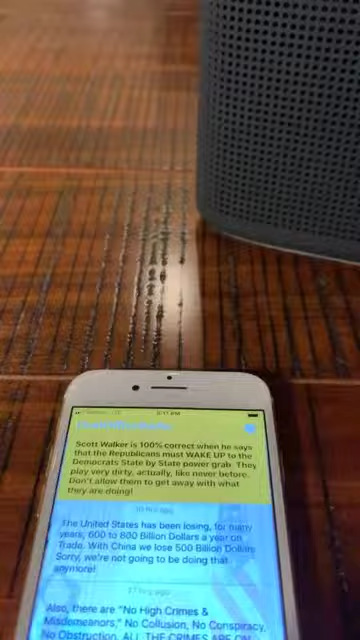 LTE
5:11 PM
Scott Walker is 100% correct when he says
that the Republicans must WAKE UP to the
Democrats State by State power grab. They
play very dirty, actually, like never before.
Don't allow them to get away with what
they are doing!
The United States has been losing, for many
years, 600 to 800 Billion Dollars a year on
Trade. With China we lose 500 Billion Dollars
Sorry, we're not going to be doing that
anymore!
Also, there are "No High Crimes &
Misdemeanors," No Collusion, No Conspiracy,
No Obstruction. ALL THE CRIMES ARE ON